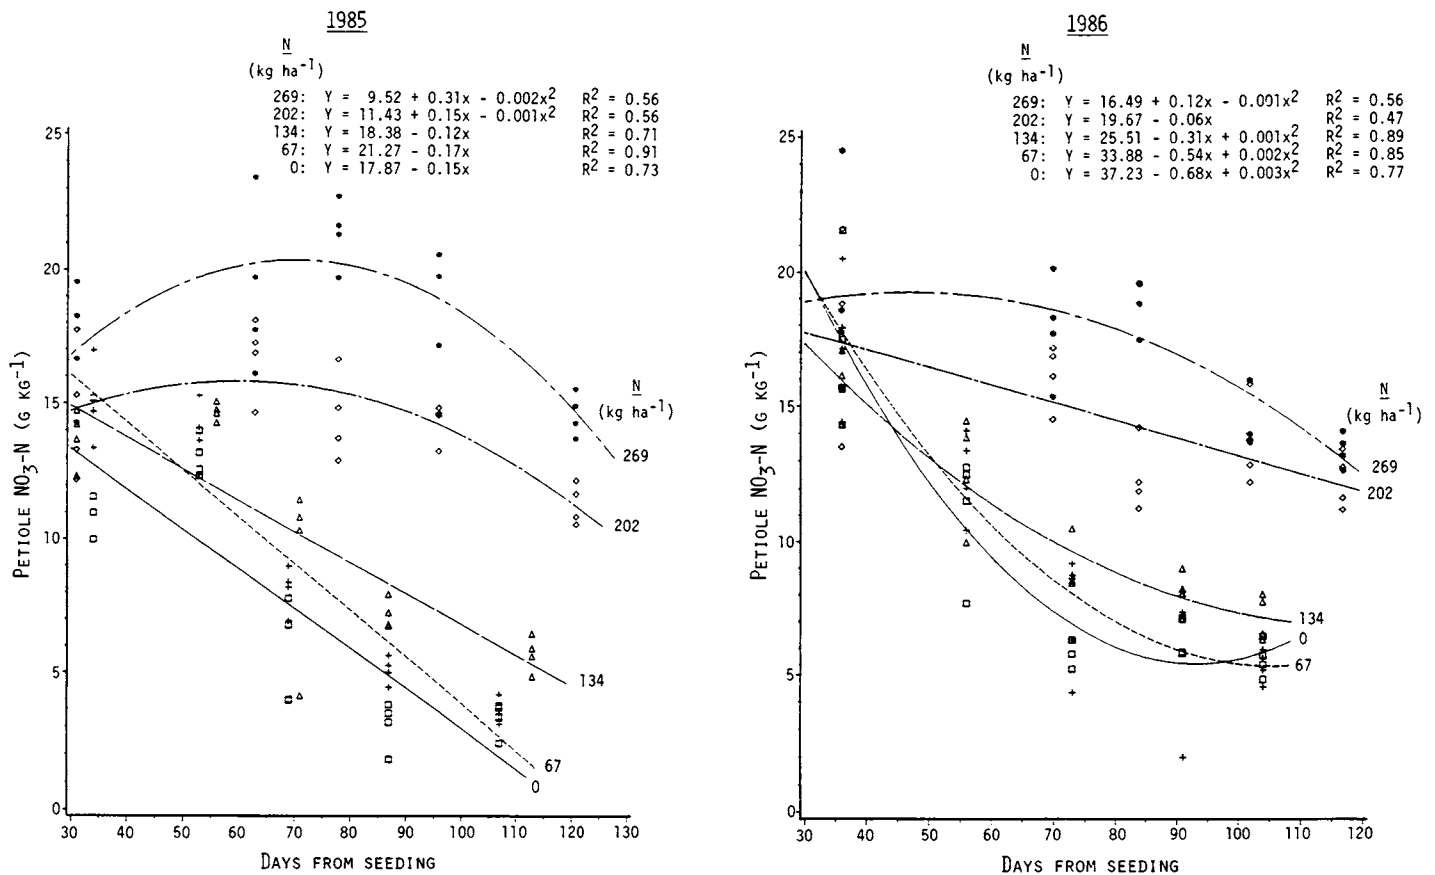 1985
N
(kg ha⁻¹)
269: Y = 9.52 + 0.31x - 0.002x² R² = 0.56
202: Y = 11.43 + 0.15x - 0.001x² R² = 0.56
134: Y = 18.38 - 0.12x R² = 0.71
67: Y = 21.27 - 0.17x R² = 0.91
0: Y = 17.87 - 0.15x R² = 0.73
25
20
15
10
5
0
PETIOLE NO₃-N (G KG⁻¹)
N
(kg ha⁻¹)
269
202
134
67
0
30 40 50 60 70 80 90 100 110 120 130
DAYS FROM SEEDING
1986
N
(kg ha⁻¹)
269: Y = 16.49 + 0.12x - 0.001x² R² = 0.56
202: Y = 19.67 - 0.06x R² = 0.47
134: Y = 25.51 - 0.31x + 0.001x² R² = 0.89
67: Y = 33.88 - 0.54x + 0.002x² R² = 0.85
0: Y = 37.23 - 0.68x + 0.003x² R² = 0.77
25
20
15
10
5
0
PETIOLE NO₃-N (G KG⁻¹)
N
(kg ha⁻¹)
269
202
134
0
67
30 40 50 60 70 80 90 100 110 120
DAYS FROM SEEDING